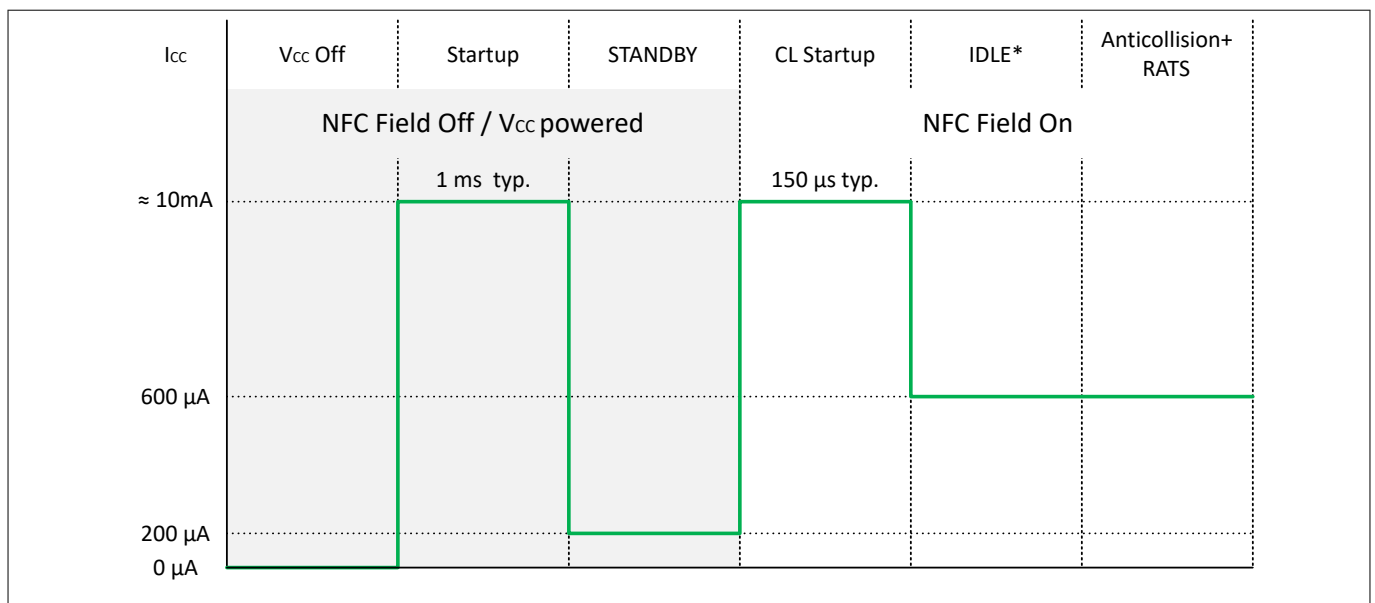 Icc Vcc Off Startup STANDBY CL Startup IDLE* Anticollision+
RATS
NFC Field Off / Vcc powered NFC Field On
1 ms typ. 150 µs typ.
≈ 10mA
600 µA
200 µA
0 µA